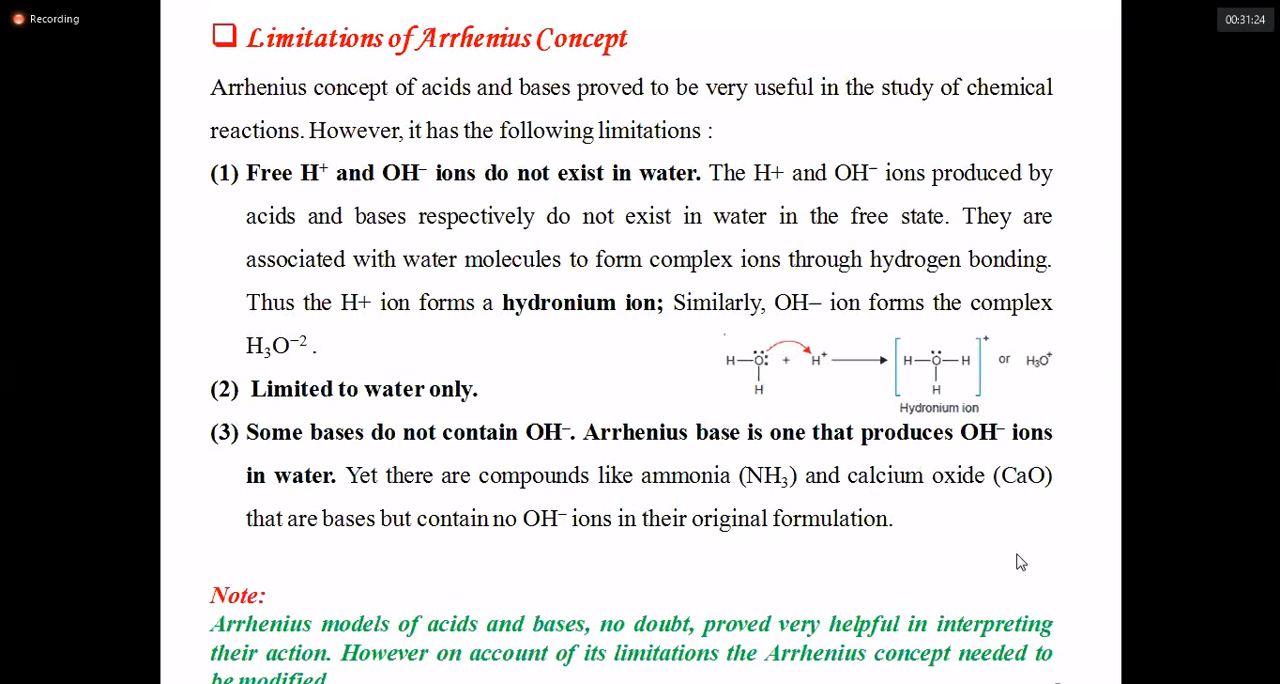 Recording
00:31:24
❑ Limitations of Arrhenius Concept
Arrhenius concept of acids and bases proved to be very useful in the study of chemical
reactions. However, it has the following limitations :
(1) Free H⁺ and OH⁻ ions do not exist in water. The H+ and OH⁻ ions produced by
acids and bases respectively do not exist in water in the free state. They are
associated with water molecules to form complex ions through hydrogen bonding.
Thus the H+ ion forms a hydronium ion; Similarly, OH– ion forms the complex
H₃O⁻² .
H—O: + H⁺ ⟶ [H—O—H]⁺ or H₃O⁺
H H
Hydronium ion
(2) Limited to water only.
(3) Some bases do not contain OH⁻. Arrhenius base is one that produces OH⁻ ions
in water. Yet there are compounds like ammonia (NH₃) and calcium oxide (CaO)
that are bases but contain no OH⁻ ions in their original formulation.
Note:
Arrhenius models of acids and bases, no doubt, proved very helpful in interpreting
their action. However on account of its limitations the Arrhenius concept needed to
be modified